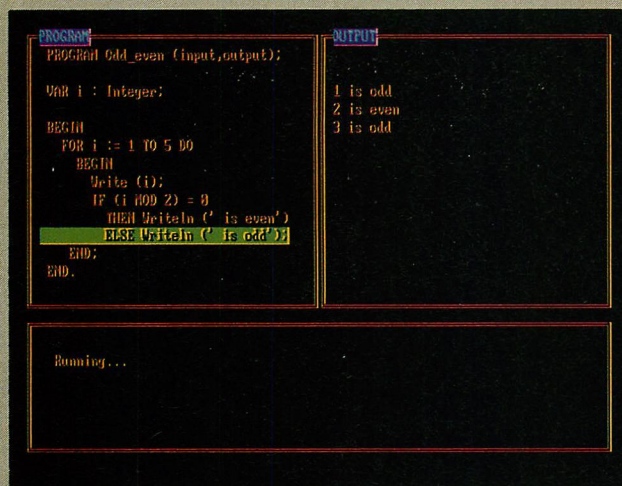 PROGRAM
PROGRAM Odd_even (input,output);
VAR i : Integer;
BEGIN
FOR i := 1 TO 5 DO
BEGIN
Write (i);
IF (i MOD 2) = 0
THEN Writeln (' is even')
ELSE Writeln (' is odd');
END;
END.
OUTPUT
1 is odd
2 is even
3 is odd
Running...